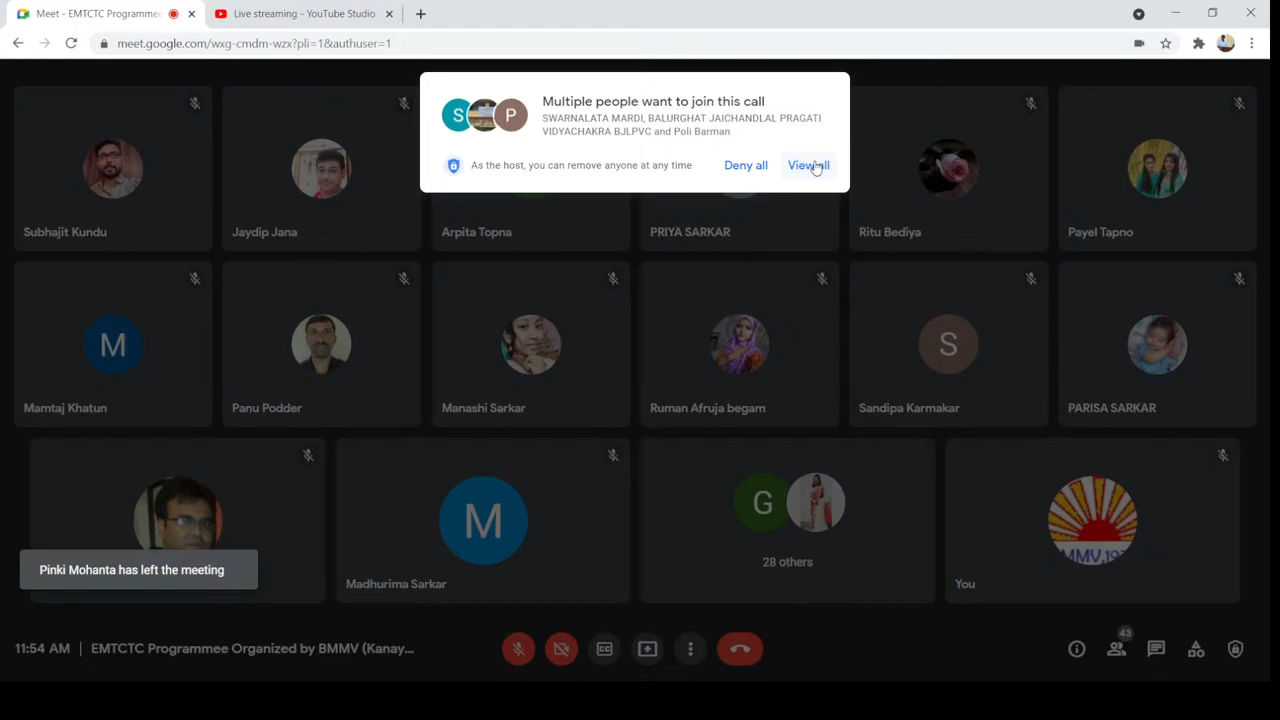 Meet - EMTCTC Programmee
Live streaming - YouTube Studio
meet.google.com/wxg-cmdm-wzx?pli=1&authuser=1
Multiple people want to join this call
SWARNALATA MARDI, BALURGHAT JAICHANDLAL PRAGATI
VIDYACHAKRA BJLPVC and Poli Barman
S
P
As the host, you can remove anyone at any time
Deny all
View all
Subhajit Kundu
Jaydip Jana
Arpita Topna
PRIYA SARKAR
Ritu Bediya
Payel Tapno
M
S
Mamtaj Khatun
Panu Podder
Manashi Sarkar
Ruman Afruja begam
Sandipa Karmakar
PARISA SARKAR
M
G
MMV,197
Pinki Mohanta has left the meeting
Madhurima Sarkar
28 others
You
11:54 AM | EMTCTC Programmee Organized by BMMV (Kanay...
CC
43